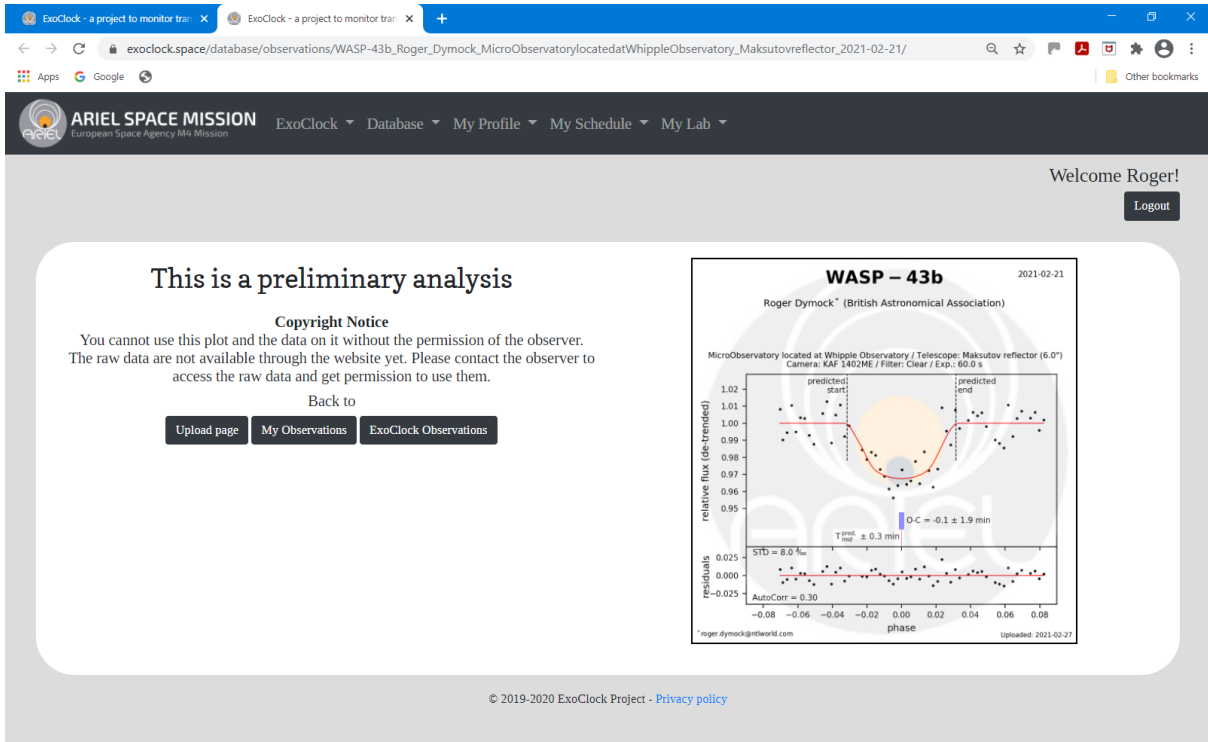 ExoClock - a project to monitor tran
ExoClock - a project to monitor tran
exoclock.space/database/observations/WASP-43b_Roger_Dymock_MicroObservatorylocatedatWhippleObservatory_Maksutovreflector_2021-02-21/
Apps
Google
Other bookmarks
ARIEL SPACE MISSION
European Space Agency M4 Mission
ExoClock
Database
My Profile
My Schedule
My Lab
Welcome Roger!
Logout
This is a preliminary analysis
Copyright Notice
You cannot use this plot and the data on it without the permission of the observer.
The raw data are not available through the website yet. Please contact the observer to
access the raw data and get permission to use them.
Back to
Upload page
My Observations
ExoClock Observations
WASP − 43b
2021-02-21
Roger Dymock* (British Astronomical Association)
MicroObservatory located at Whipple Observatory / Telescope: Maksutov reflector (6.0")
Camera: KAF 1402ME / Filter: Clear / Exp.: 60.0 s
predicted
start
predicted
end
relative flux (de-trended)
1.02
1.01
1.00
0.99
0.98
0.97
0.96
0.95
O-C = -0.1 ± 1.9 min
T pred. mid ± 0.3 min
ARIEL
STD = 8.0 ‰
residuals
0.025
0.000
−0.025
AutoCorr = 0.30
−0.08 −0.06 −0.04 −0.02 0.00 0.02 0.04 0.06 0.08
phase
*roger.dymock@ntlworld.com
Uploaded: 2021-02-27
© 2019-2020 ExoClock Project - Privacy policy